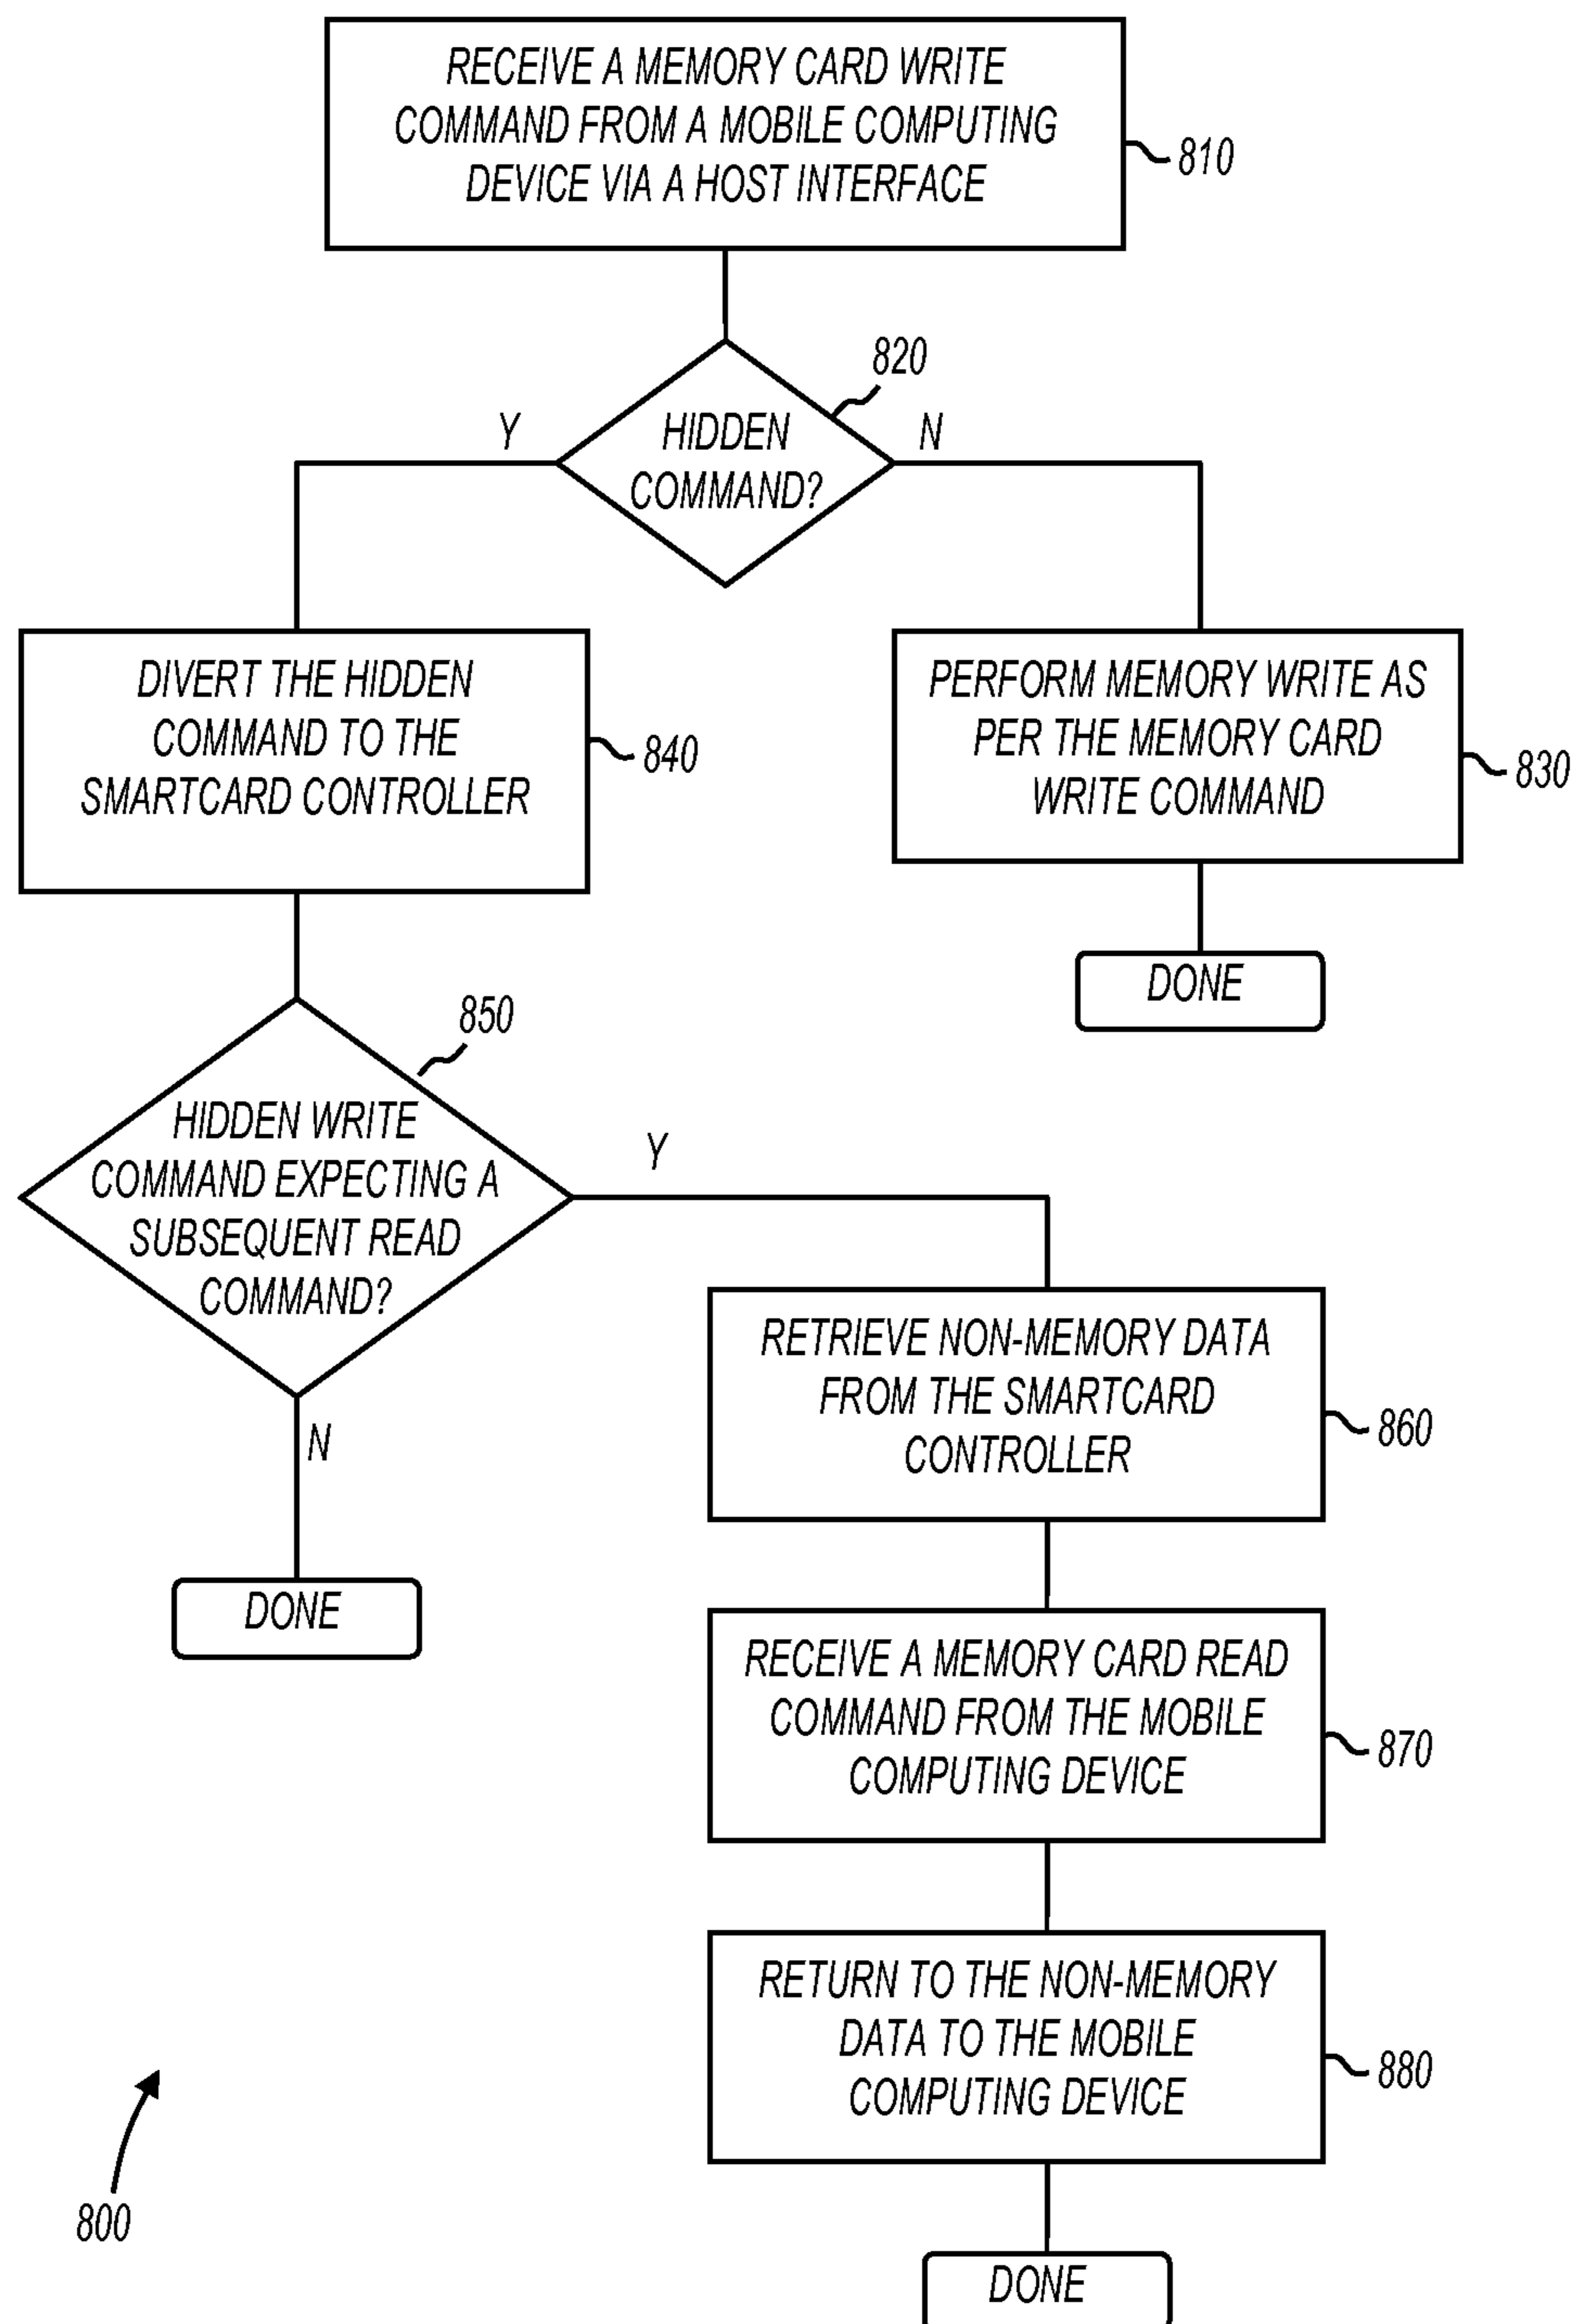 RECEIVE A MEMORY CARD WRITE
COMMAND FROM A MOBILE COMPUTING
DEVICE VIA A HOST INTERFACE
810
820
Y
HIDDEN
COMMAND?
N
DIVERT THE HIDDEN
COMMAND TO THE
SMARTCARD CONTROLLER
840
PERFORM MEMORY WRITE AS
PER THE MEMORY CARD
WRITE COMMAND
830
DONE
850
HIDDEN WRITE
COMMAND EXPECTING A
SUBSEQUENT READ
COMMAND?
Y
N
DONE
RETRIEVE NON-MEMORY DATA
FROM THE SMARTCARD
CONTROLLER
860
RECEIVE A MEMORY CARD READ
COMMAND FROM THE MOBILE
COMPUTING DEVICE
870
RETURN TO THE NON-MEMORY
DATA TO THE MOBILE
COMPUTING DEVICE
880
800
DONE